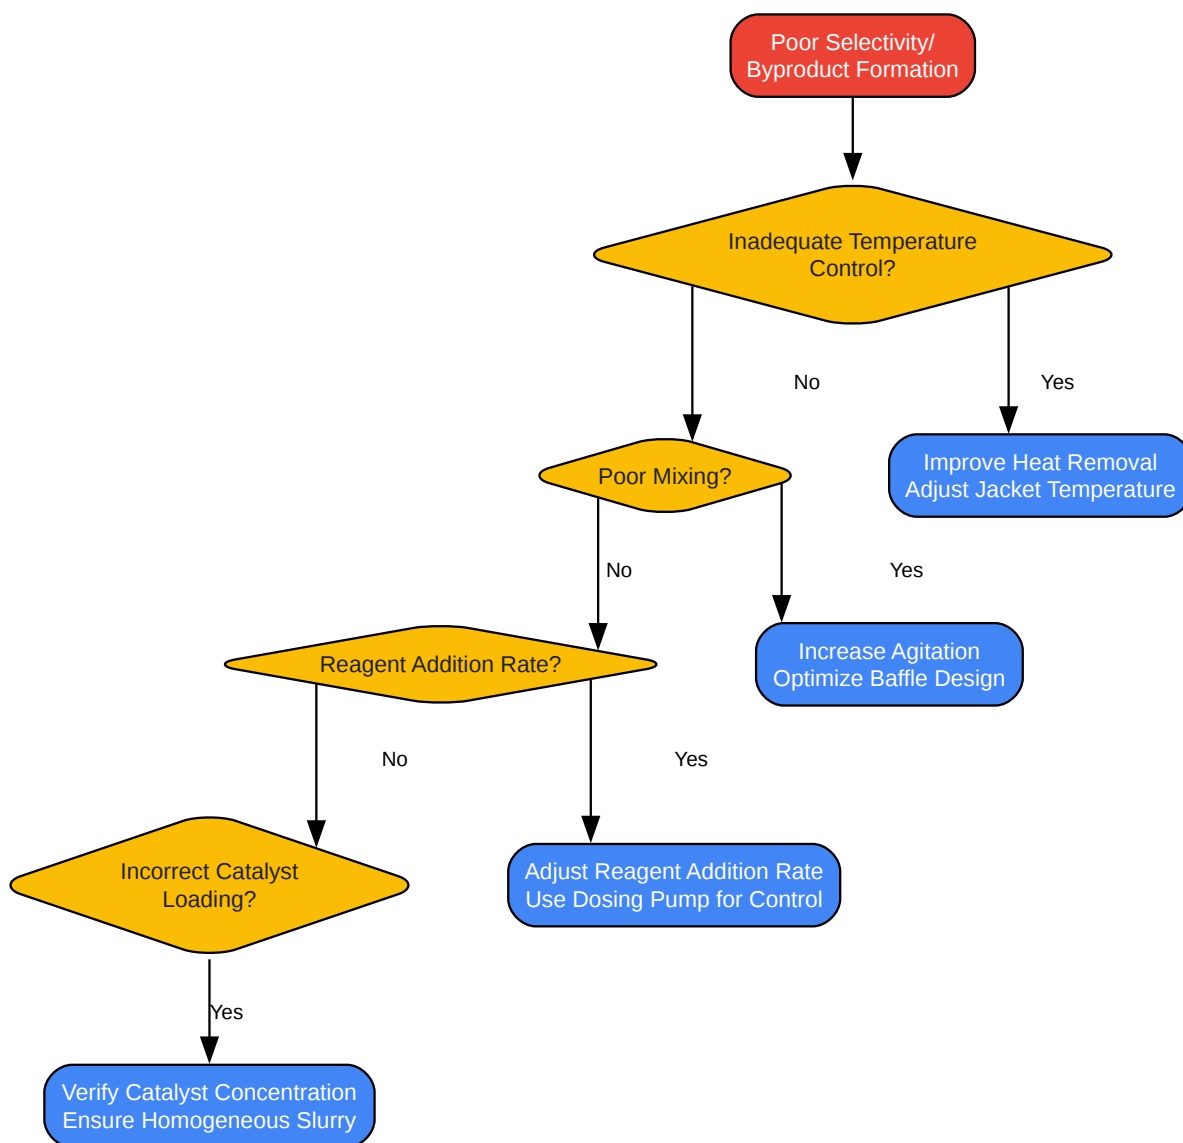 Poor Selectivity/
Byproduct Formation
Inadequate Temperature
Control?
No
Yes
Improve Heat Removal
Adjust Jacket Temperature
Poor Mixing?
No
Yes
Increase Agitation
Optimize Baffle Design
Reagent Addition Rate?
No
Yes
Adjust Reagent Addition Rate
Use Dosing Pump for Control
Incorrect Catalyst
Loading?
Yes
Verify Catalyst Concentration
Ensure Homogeneous Slurry